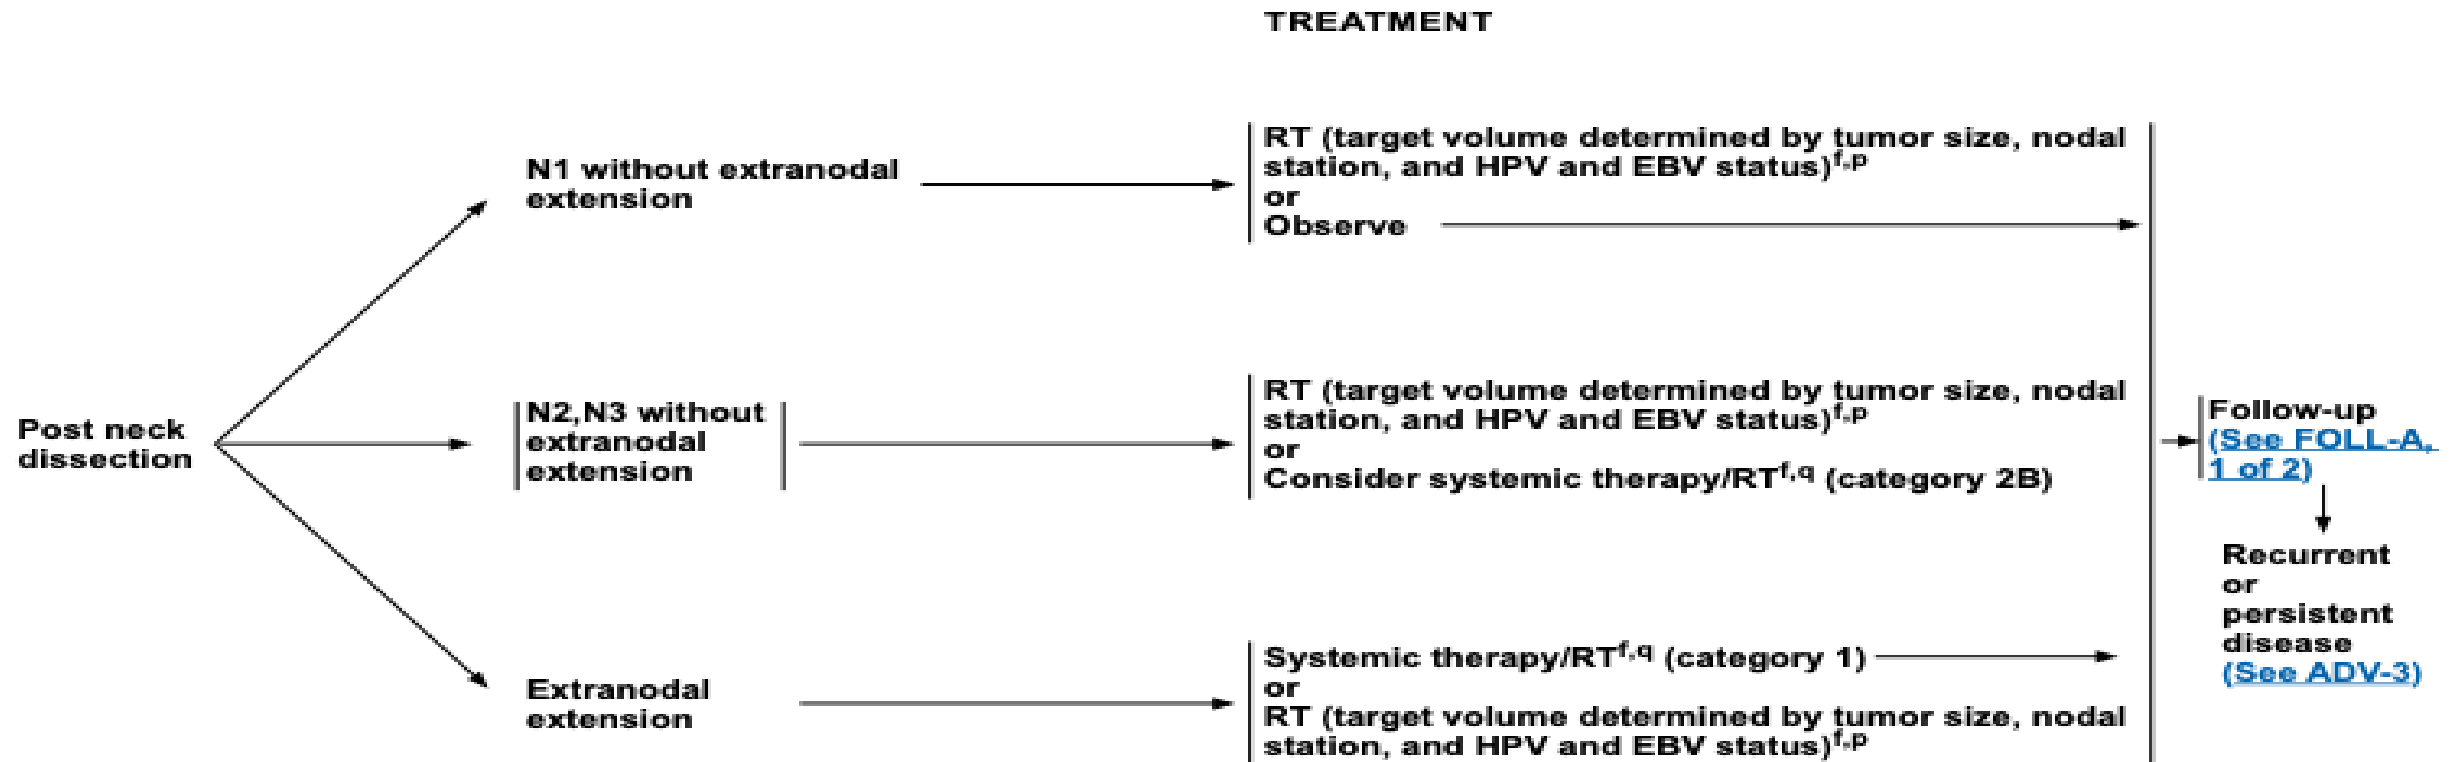 TREATMENT
N1 without extranodal
extension
RT (target volume determined by tumor size, nodal
station, and HPV and EBV status)f,p
or
Observe
Post neck
dissection
N2,N3 without
extranodal
extension
RT (target volume determined by tumor size, nodal
station, and HPV and EBV status)f,p
or
Consider systemic therapy/RTf,q (category 2B)
Extranodal
extension
Systemic therapy/RTf,q (category 1)
or
RT (target volume determined by tumor size, nodal
station, and HPV and EBV status)f,p
Follow-up
(See FOLL-A,
1 of 2)
Recurrent
or
persistent
disease
(See ADV-3)